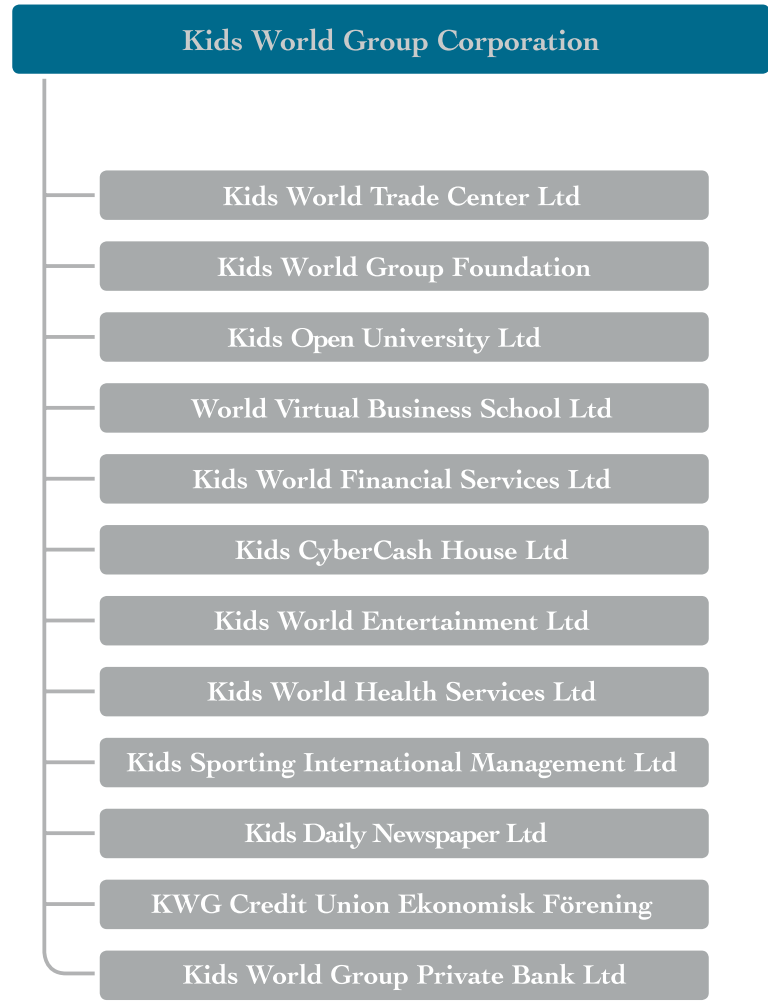 Kids World Group Corporation
Kids World Trade Center Ltd
Kids World Group Foundation
Kids Open University Ltd
World Virtual Business School Ltd
Kids World Financial Services Ltd
Kids CyberCash House Ltd
Kids World Entertainment Ltd
Kids World Health Services Ltd
Kids Sporting International Management Ltd
Kids Daily Newspaper Ltd
KWG Credit Union Ekonomisk Förening
Kids World Group Private Bank Ltd